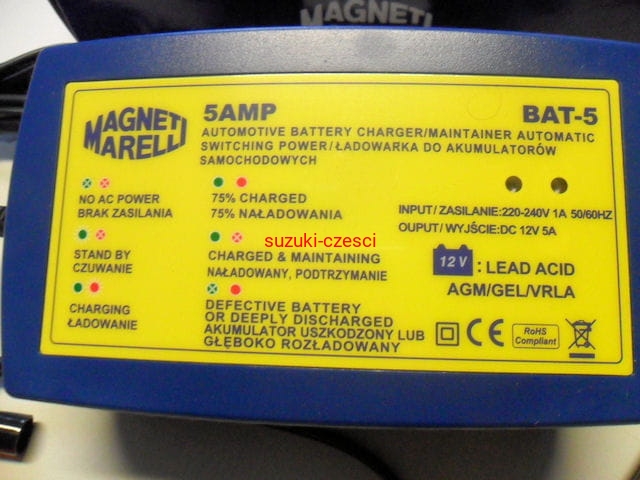 MAGNETI
MAGNETI
MARELLI
5AMP
BAT-5
AUTOMOTIVE BATTERY CHARGER/MAINTAINER AUTOMATIC
SWITCHING POWER/ŁADOWARKA DO AKUMULATORÓW
SAMOCHODOWYCH
NO AC POWER
BRAK ZASILANIA
75% CHARGED
75% NAŁADOWANIA
STAND BY
CZUWANIE
CHARGED & MAINTAINING
NAŁADOWANY, PODTRZYMANIE
CHARGING
ŁADOWANIE
DEFECTIVE BATTERY
OR DEEPLY DISCHARGED
AKUMULATOR USZKODZONY LUB
GŁĘBOKO ROZŁADOWANY
INPUT/ZASILANIE:220-240V 1A 50/60HZ
OUPUT/WYJŚCIE:DC 12V 5A
12V : LEAD ACID
AGM/GEL/VRLA
CE
RoHS
Compliant
suzuki-czesci